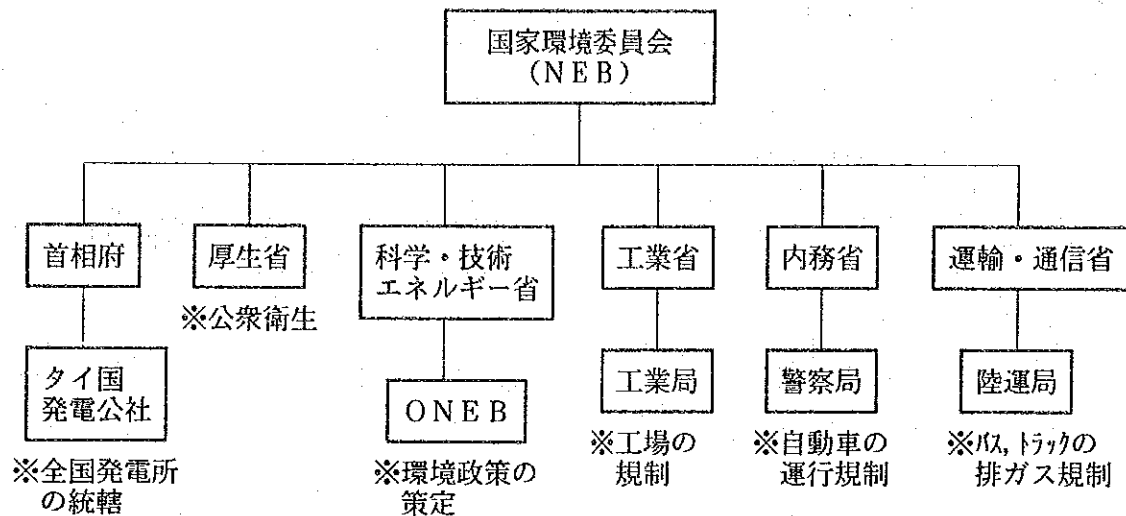 国家環境委員会
(NEB)
首相府
厚生省
科学・技術
エネルギー省
工業省
内務省
運輸・通信省
※公衆衛生
タイ国
発電公社
ONEB
工業局
警察局
陸運局
※全国発電所
の統轄
※環境政策の
策定
※工場の
規制
※自動車の
運行規制
※バス,トラックの
排ガス規制